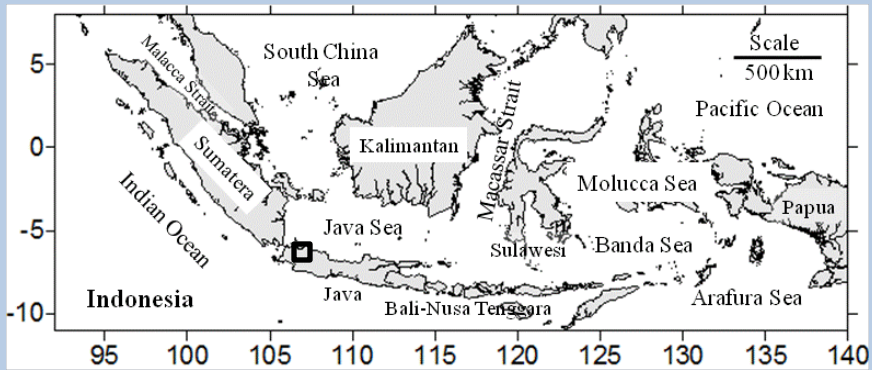 South China
Sea
Malacca Strait
Scale
500 km
Pacific Ocean
Macassar Strait
Kalimantan
Sumatera
Molucca Sea
Papua
Indian Ocean
Java Sea
Sulawesi
Banda Sea
Indonesia
Java
Bali-Nusa Tenggara
Arafura Sea
5
0
-5
-10
95
100
105
110
115
120
125
130
135
140